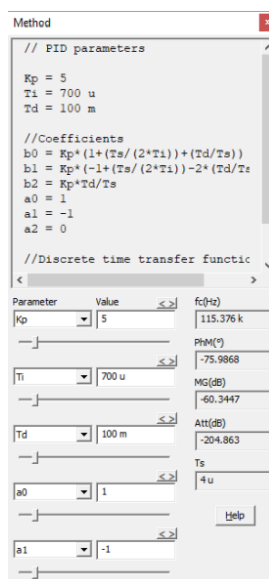 Method
// PID parameters
Kp = 5
Ti = 700 u
Td = 100 m
//Coefficients
b0 = Kp*(1+(Ts/(2*Ti))+(Td/Ts))
b1 = Kp*(-1+(Ts/(2*Ti))-2*(Td/Ts
b2 = Kp*Td/Ts
a0 = 1
a1 = -1
a2 = 0
//Discrete time transfer functic
Parameter Value < > fc(Hz)
Kp 5 115.376 k
PhM(º)
< > -75.9868
Ti 700 u MG(dB)
-60.3447
< > Att(dB)
Td 100 m -204.863
Ts
< > 4 u
a0 1
Help
< >
a1 -1